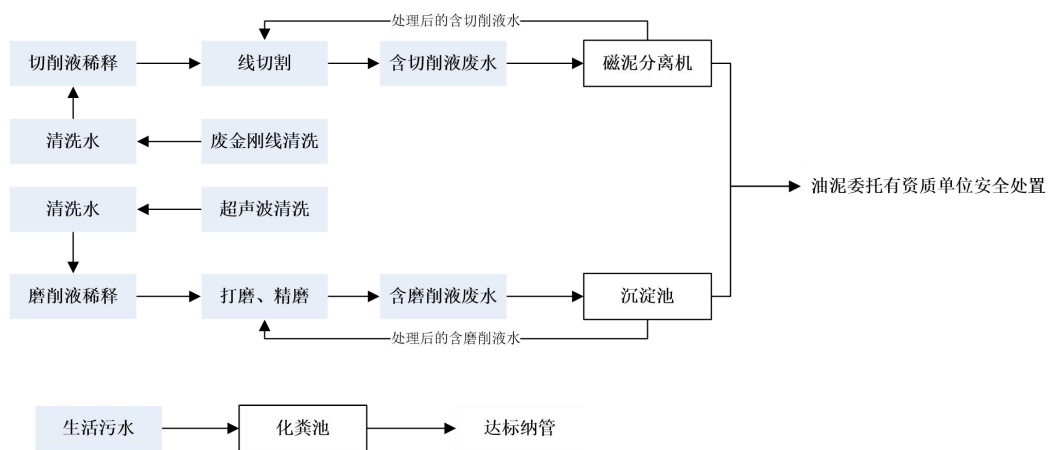 处理后的含切削液水
切削液稀释
线切割
含切削液废水
磁泥分离机
清洗水
废金刚线清洗
油泥委托有资质单位安全处置
清洗水
超声波清洗
磨削液稀释
打磨、精磨
含磨削液废水
沉淀池
处理后的含磨削液水
生活污水
化粪池
达标纳管